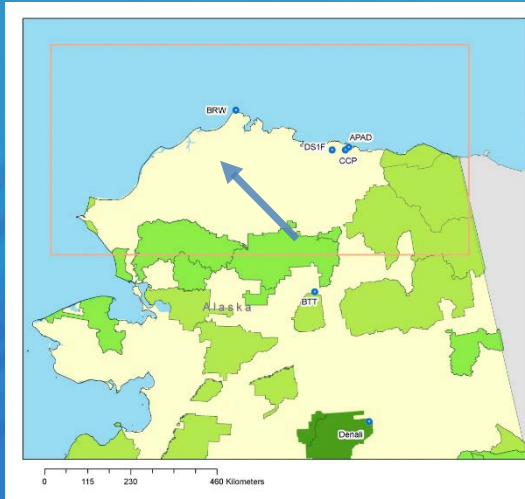 BRW
APAD
DS1F
CCP
Alaska
BTT
Denali
0 115 230 460 Kilometers